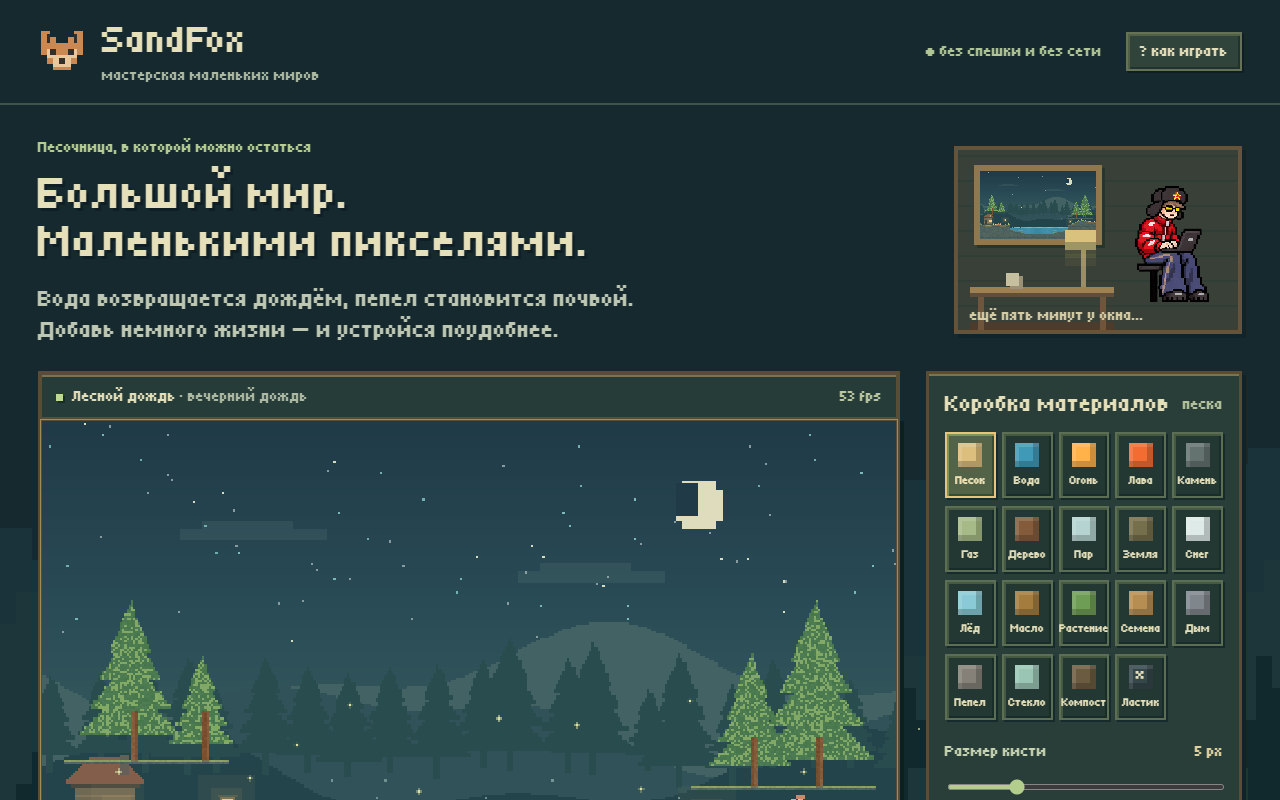 SandFox
мастерская маленьких миров
● без спешки и без сети
? как играть
Песочница, в которой можно остаться
Большой мир.
Маленькими пикселями.
Вода возвращается дождём, пепел становится почвой.
Добавь немного жизни — и устройся поудобнее.
ещё пять минут у окна...
Лесной дождь · вечерний дождь
53 fps
Коробка материалов
песка
Песок
Вода
Огонь
Лава
Камень
Газ
Дерево
Пар
Земля
Снег
Лёд
Масло
Растение
Семена
Дым
Пепел
Стекло
Компост
Ластик
Размер кисти
5 px